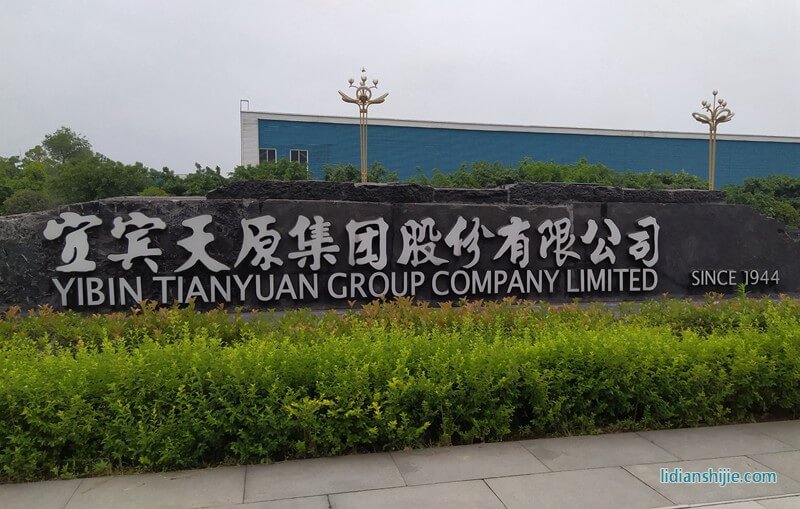 宜宾天原集团股份有限公司
YIBIN TIANYUAN GROUP COMPANY LIMITED SINCE 1944
lidianshijie.com